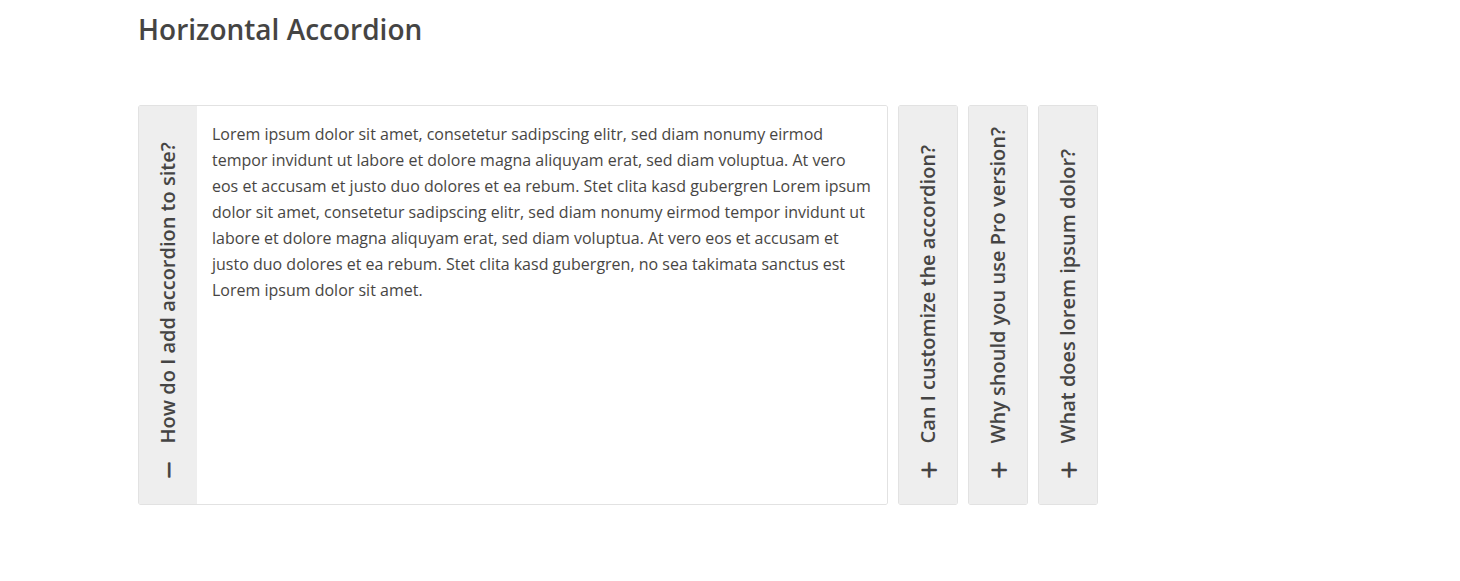 Horizontal Accordion
How do I add accordion to site?
Lorem ipsum dolor sit amet, consetetur sadipscing elitr, sed diam nonumy eirmod
tempor invidunt ut labore et dolore magna aliquyam erat, sed diam voluptua. At vero
eos et accusam et justo duo dolores et ea rebum. Stet clita kasd gubergren Lorem ipsum
dolor sit amet, consetetur sadipscing elitr, sed diam nonumy eirmod tempor invidunt ut
labore et dolore magna aliquyam erat, sed diam voluptua. At vero eos et accusam et
justo duo dolores et ea rebum. Stet clita kasd gubergren, no sea takimata sanctus est
Lorem ipsum dolor sit amet.
Can I customize the accordion?
Why should you use Pro version?
What does lorem ipsum dolor?